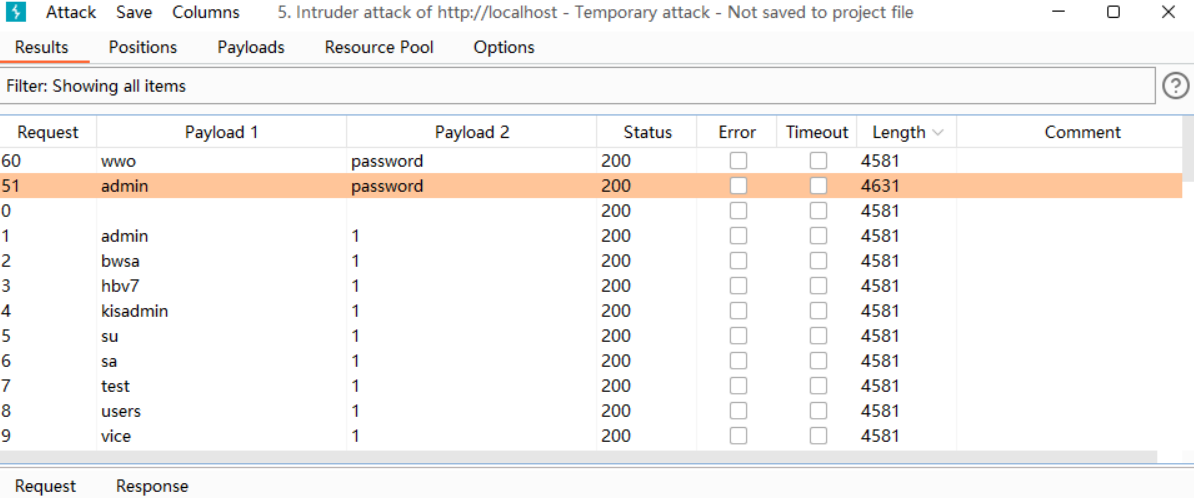 Attack Save Columns 5. Intruder attack of http://localhost - Temporary attack - Not saved to project file
Results Positions Payloads Resource Pool Options
Filter: Showing all items
Request Payload 1 Payload 2 Status Error Timeout Length Comment
60 wwo password 200 4581
51 admin password 200 4631
0 200 4581
1 admin 1 200 4581
2 bwsa 1 200 4581
3 hbv7 1 200 4581
4 kisadmin 1 200 4581
5 su 1 200 4581
6 sa 1 200 4581
7 test 1 200 4581
8 users 1 200 4581
9 vice 1 200 4581
Request Response